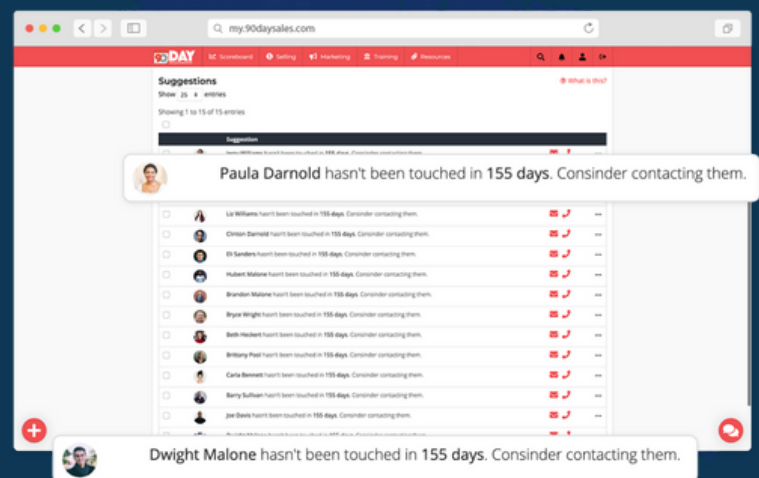 my.90daysales.com
90DAY Scoreboard Selling Marketing Training Resources
Suggestions
What is this?
Show 25 entries
Showing 1 to 15 of 15 entries
Suggestion
Paula Darnold hasn't been touched in 155 days. Consinder contacting them.
Liz Williams hasn't been touched in 155 days. Consinder contacting them.
Clinton Darnold hasn't been touched in 155 days. Consinder contacting them.
Eli Sanders hasn't been touched in 155 days. Consinder contacting them.
Hubert Malone hasn't been touched in 155 days. Consinder contacting them.
Brandon Malone hasn't been touched in 155 days. Consinder contacting them.
Bryce Wright hasn't been touched in 155 days. Consinder contacting them.
Beth Heckert hasn't been touched in 155 days. Consinder contacting them.
Brittany Pool hasn't been touched in 155 days. Consinder contacting them.
Carla Bennett hasn't been touched in 155 days. Consinder contacting them.
Barry Sullivan hasn't been touched in 155 days. Consinder contacting them.
Joe Davis hasn't been touched in 155 days. Consinder contacting them.
Dwight Malone hasn't been touched in 155 days. Consinder contacting them.